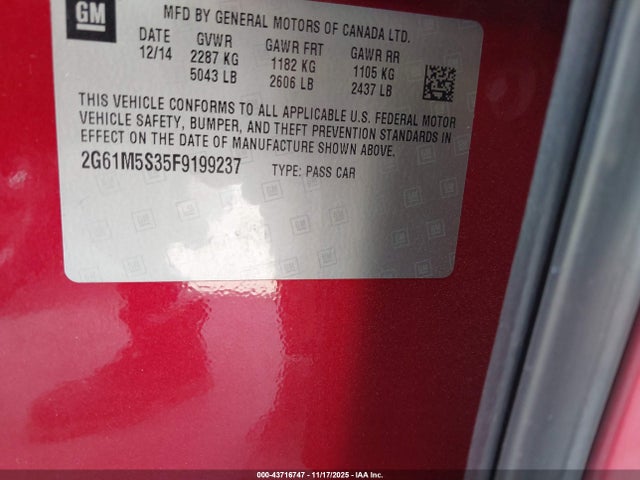 GM
MFD BY GENERAL MOTORS OF CANADA LTD.
DATE GVWR GAWR FRT GAWR RR
12/14 2287 KG 1182 KG 1105 KG
5043 LB 2606 LB 2437 LB
THIS VEHICLE CONFORMS TO ALL APPLICABLE U.S. FEDERAL MOTOR
VEHICLE SAFETY, BUMPER, AND THEFT PREVENTION STANDARDS IN
EFFECT ON THE DATE OF MANUFACTURE SHOWN ABOVE.
2G61M5S35F9199237 TYPE: PASS CAR
000-43716747 - 11/17/2025 - IAA Inc.